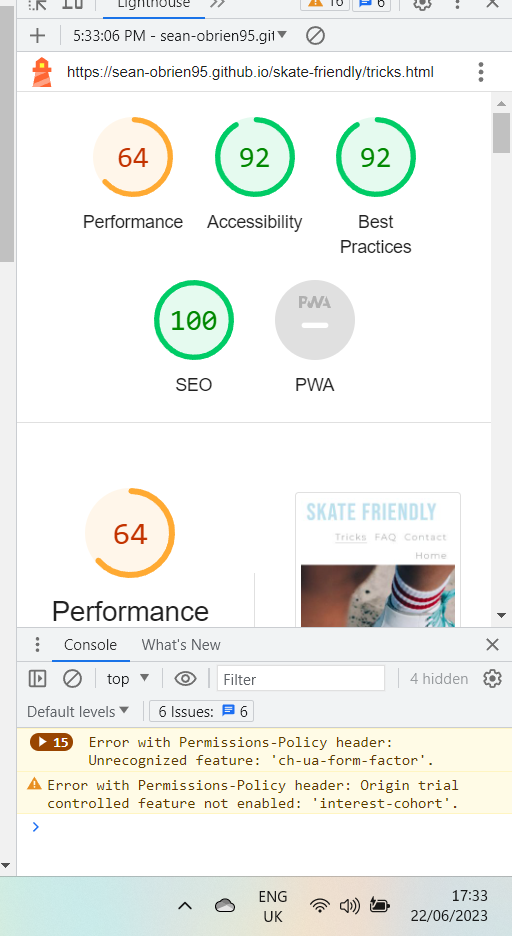 Lighthouse
16
6
5:33:06 PM - sean-obrien95.git
https://sean-obrien95.github.io/skate-friendly/tricks.html
64
92
92
Performance
Accessibility
Best
Practices
100
PWA
SEO
PWA
64
Performance
SKATE FRIENDLY
Tricks FAQ Contact
Home
Console
What's New
top
Filter
4 hidden
Default levels
6 Issues:
6
15
Error with Permissions-Policy header:
Unrecognized feature: 'ch-ua-form-factor'.
Error with Permissions-Policy header: Origin trial
controlled feature not enabled: 'interest-cohort'.
ENG
UK
17:33
22/06/2023